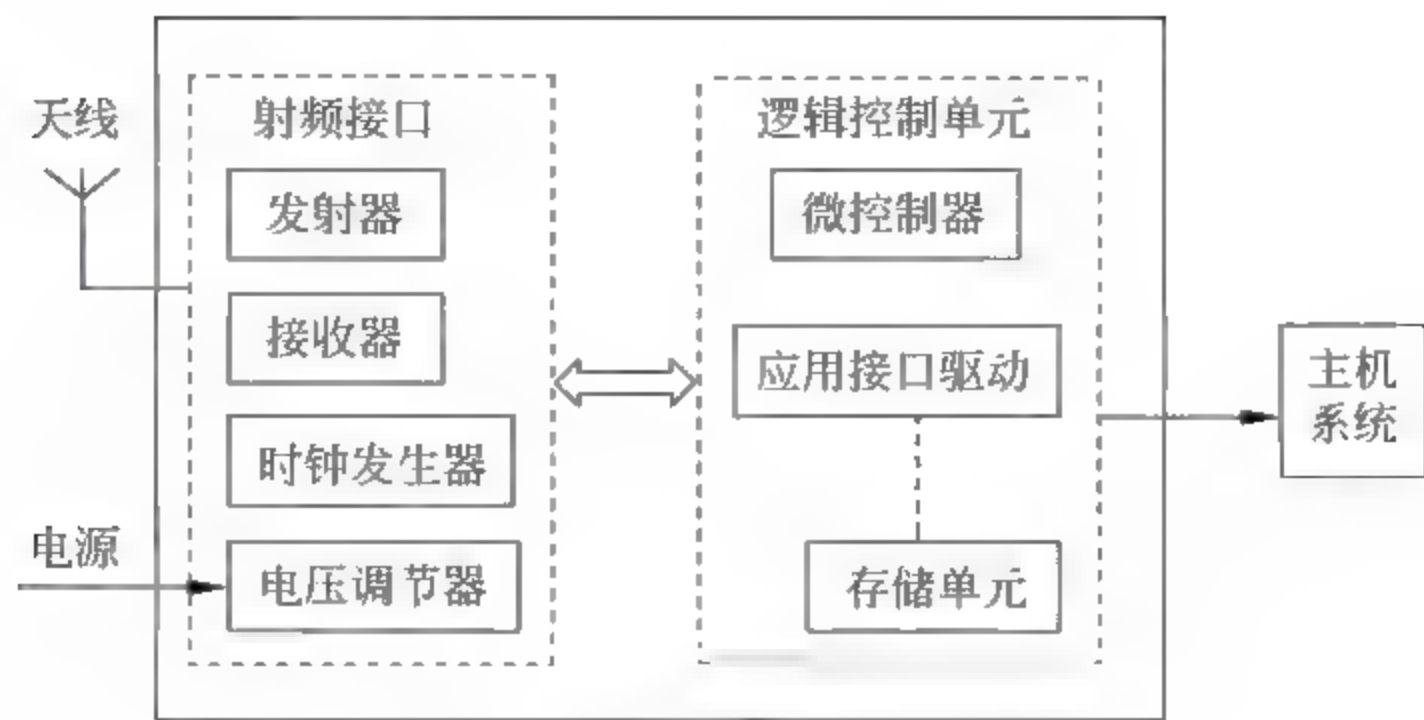 天线
射频接口
逻辑控制单元
发射器
微控制器
接收器
应用接口驱动
主机
系统
时钟发生器
电源
电压调节器
存储单元